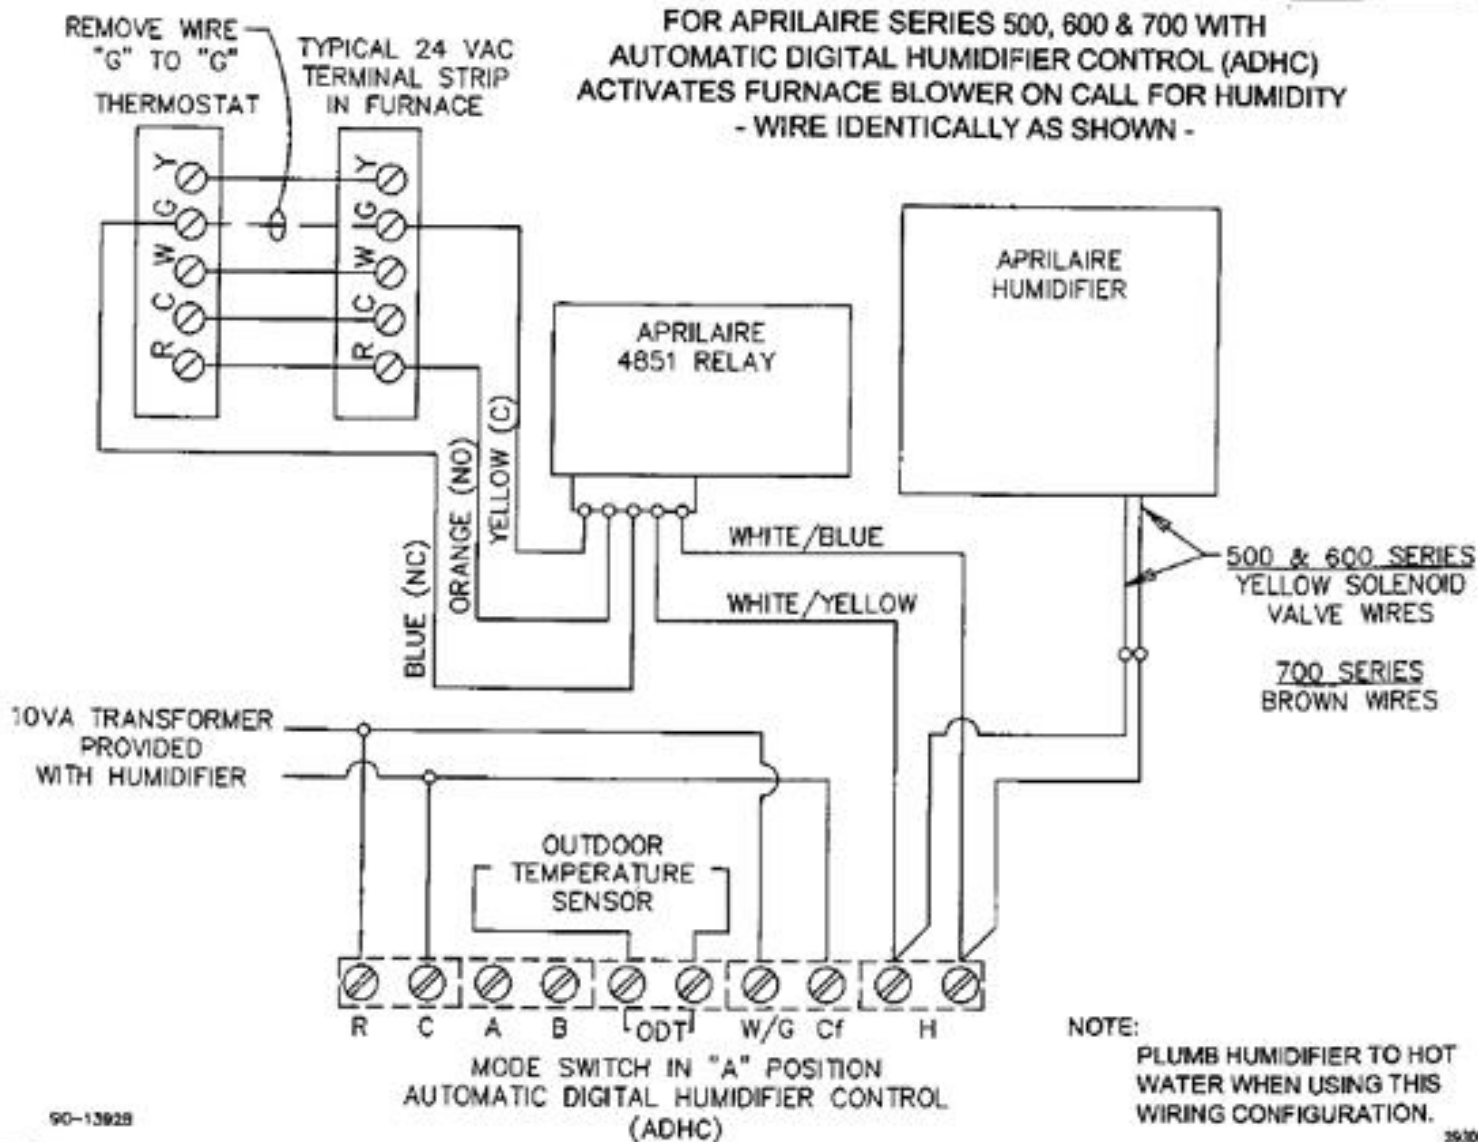 FOR APRILAIRE SERIES 500, 600 & 700 WITH
AUTOMATIC DIGITAL HUMIDIFIER CONTROL (ADHC)
ACTIVATES FURNACE BLOWER ON CALL FOR HUMIDITY
- WIRE IDENTICALLY AS SHOWN -
REMOVE WIRE
"G" TO "G"
THERMOSTAT
TYPICAL 24 VAC
TERMINAL STRIP
IN FURNACE
Y
G
W
C
R
Y
G
W
C
R
APRILAIRE
4851 RELAY
APRILAIRE
HUMIDIFIER
BLUE (NC)
ORANGE (NO)
YELLOW (C)
WHITE/BLUE
WHITE/YELLOW
500 & 600 SERIES
YELLOW SOLENOID
VALVE WIRES
700 SERIES
BROWN WIRES
10VA TRANSFORMER
PROVIDED
WITH HUMIDIFIER
OUTDOOR
TEMPERATURE
SENSOR
R C A B ODT W/G Cf H
MODE SWITCH IN "A" POSITION
AUTOMATIC DIGITAL HUMIDIFIER CONTROL
(ADHC)
NOTE:
PLUMB HUMIDIFIER TO HOT
WATER WHEN USING THIS
WIRING CONFIGURATION.
90-1392B